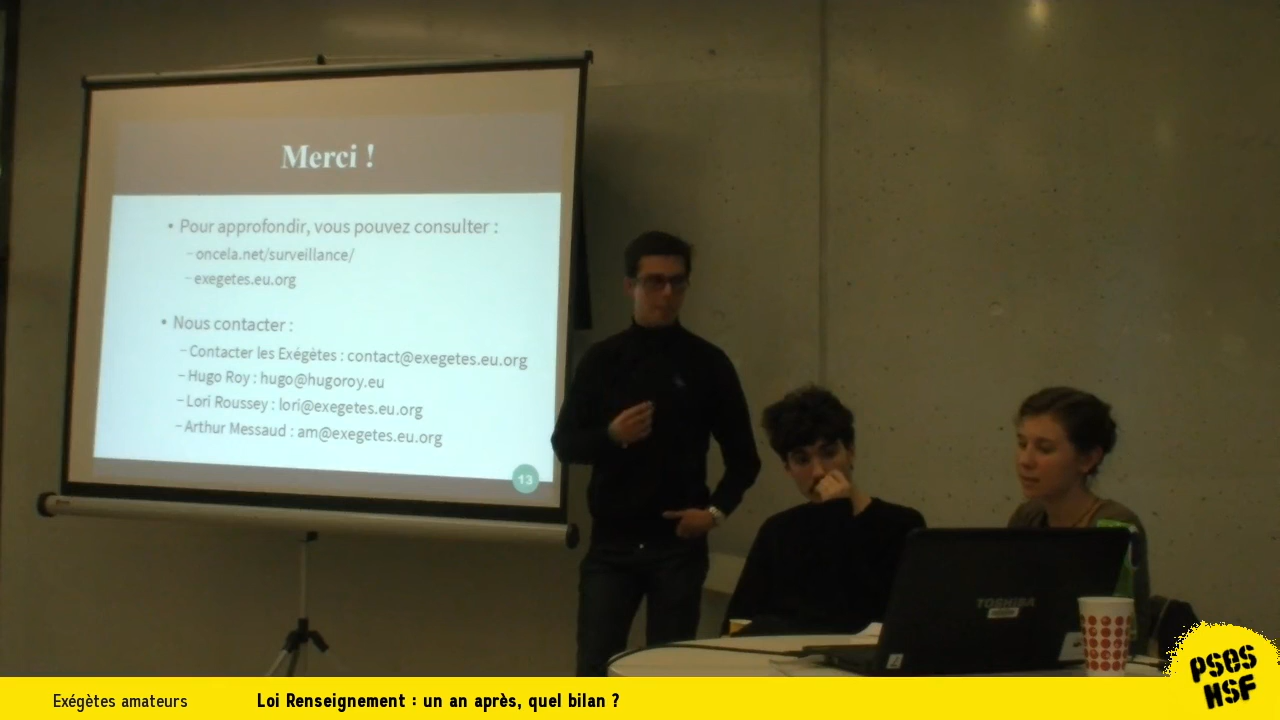 Merci !
• Pour approfondir, vous pouvez consulter :
– oncela.net/surveillance/
– exegetes.eu.org
• Nous contacter :
– Contacter les Exégètes : contact@exegetes.eu.org
– Hugo Roy : hugo@hugoroy.eu
– Lori Roussey : lori@exegetes.eu.org
– Arthur Messaud : am@exegetes.eu.org
13
TOSHIBA
Exégètes amateurs
Loi Renseignement : un an après, quel bilan ?
PSES
HSF